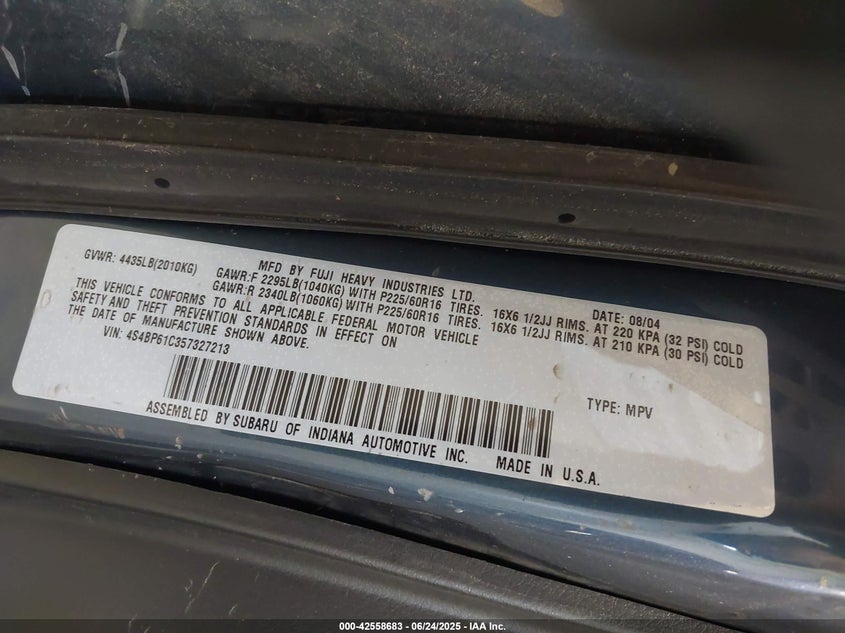 MFD BY FUJI HEAVY INDUSTRIES LTD. DATE: 08/04
GVWR: 4435LB(2010KG) GAWR:F 2295LB(1040KG) WITH P225/60R16 TIRES. 16X6 1/2JJ RIMS. AT 220 KPA (32 PSI) COLD
GAWR:R 2340LB(1060KG) WITH P225/60R16 TIRES. 16X6 1/2JJ RIMS. AT 210 KPA (30 PSI) COLD
THIS VEHICLE CONFORMS TO ALL APPLICABLE FEDERAL MOTOR VEHICLE
SAFETY AND THEFT PREVENTION STANDARDS IN EFFECT ON
THE DATE OF MANUFACTURE SHOWN ABOVE.
VIN: 4S4BP61C357327213 TYPE: MPV
ASSEMBLED BY SUBARU OF INDIANA AUTOMOTIVE INC. MADE IN U.S.A.
000-42558683 - 06/24/2025 - IAA Inc.